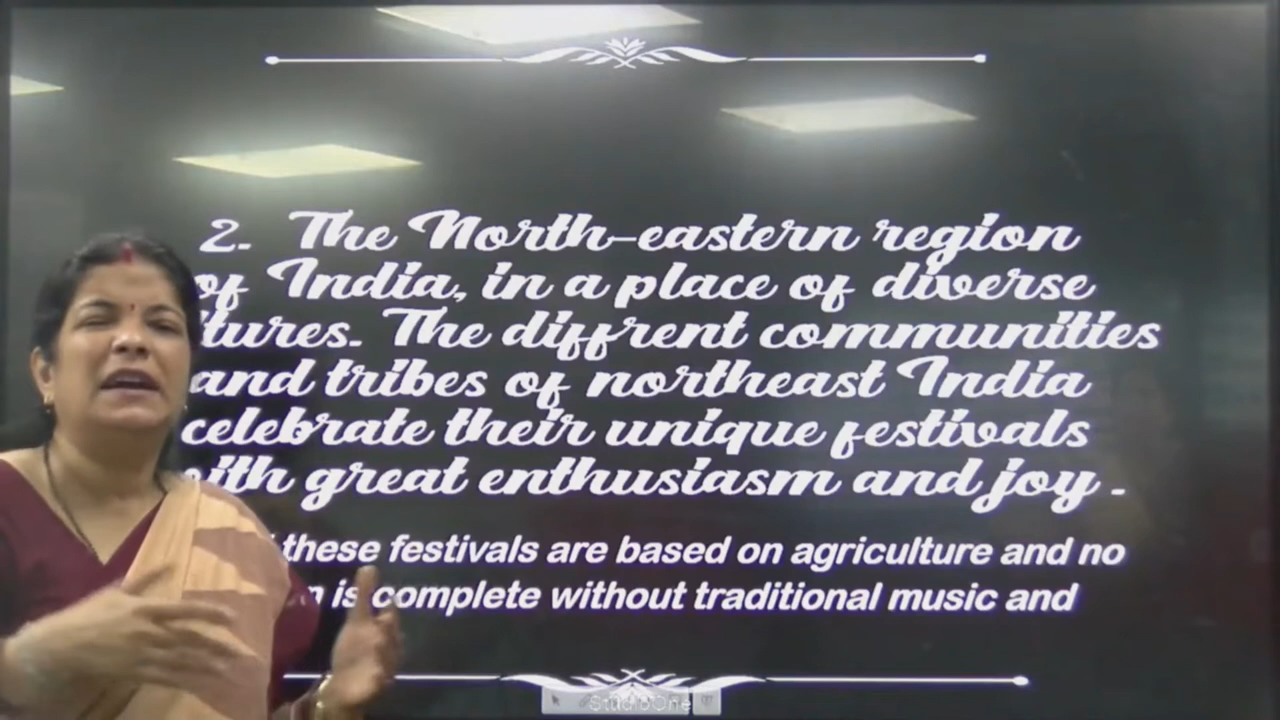 2. The North-eastern region
of India, in a place of diverse
The diffrent communities
and tribes of northeast India
celebrate their unique festivals
with great enthusiasm and joy .
these festivals are based on agriculture and no
is complete without traditional music and
StudioOne